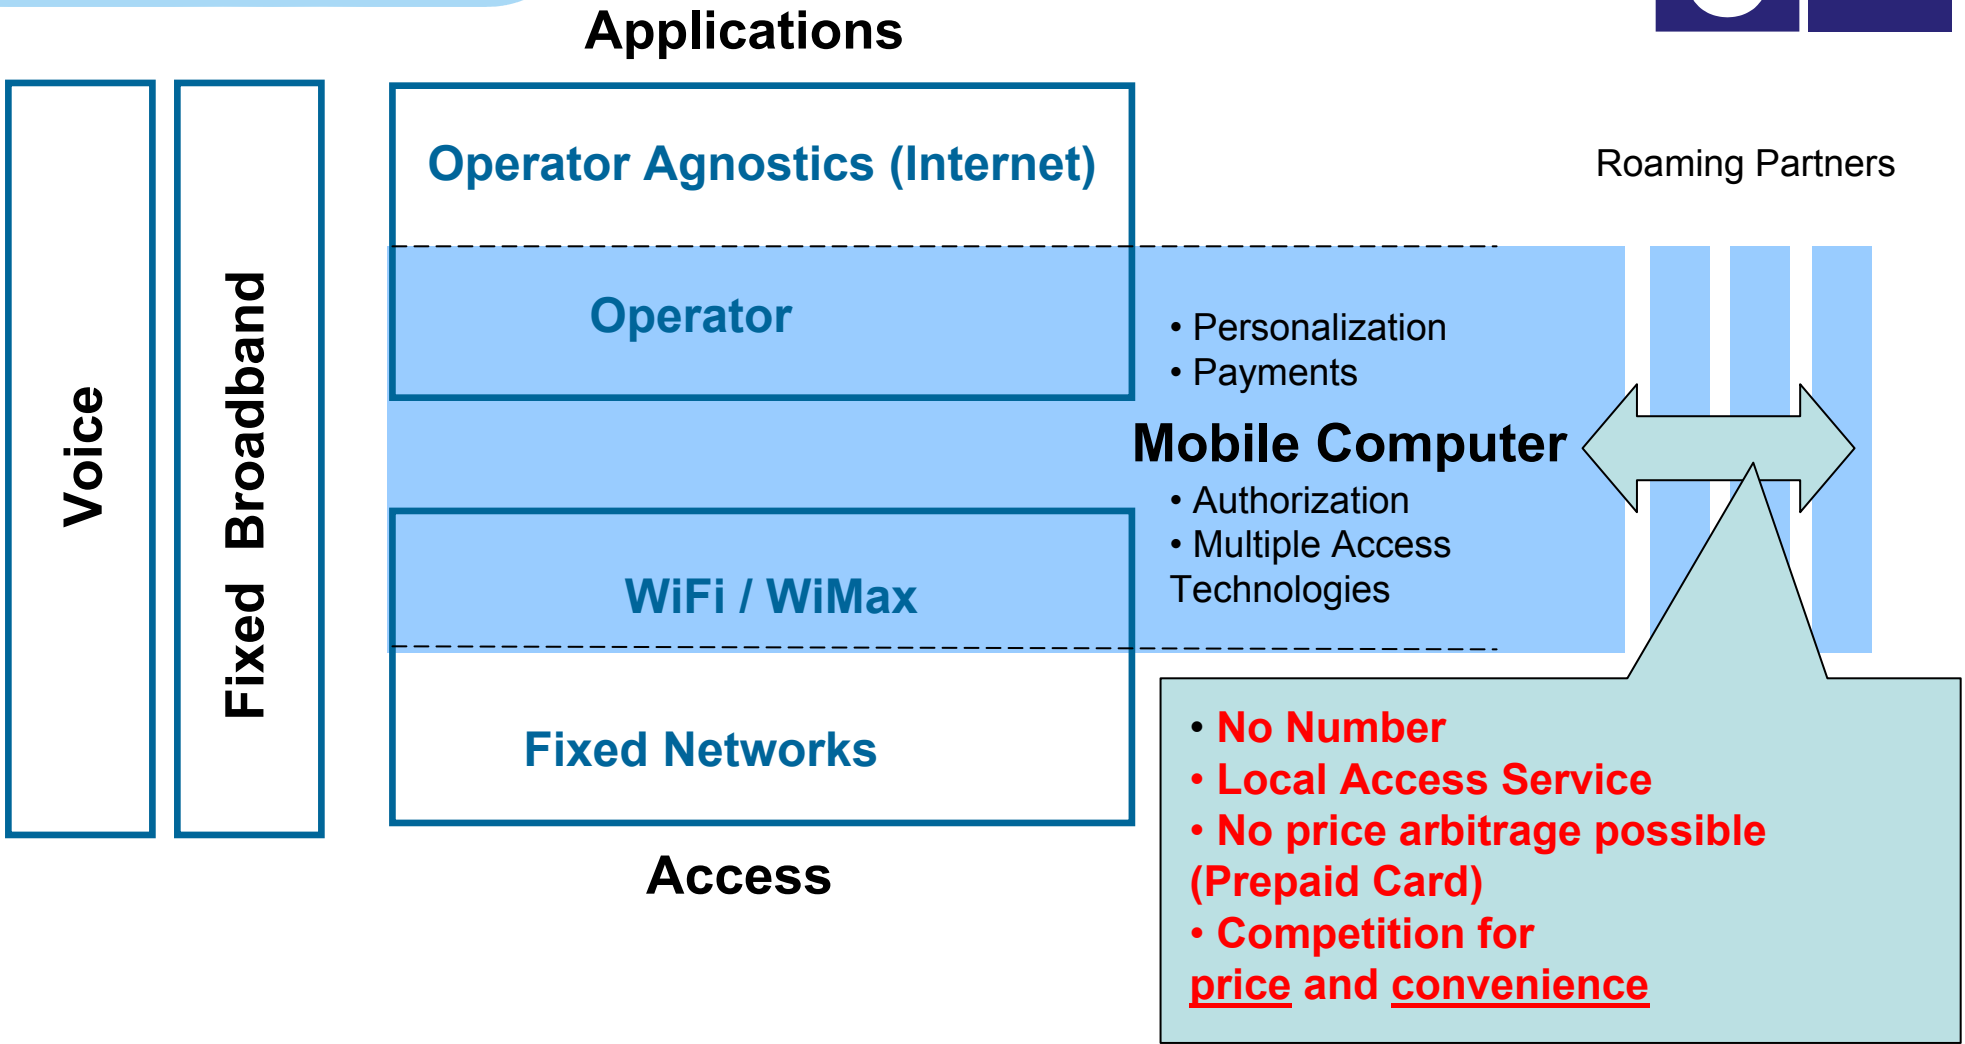 Applications
Voice
Fixed Broadband
Operator Agnostics (Internet)
Roaming Partners
Operator
• Personalization
• Payments
Mobile Computer
• Authorization
• Multiple Access
Technologies
WiFi / WiMax
Fixed Networks
Access
• No Number
• Local Access Service
• No price arbitrage possible
(Prepaid Card)
• Competition for
price and convenience